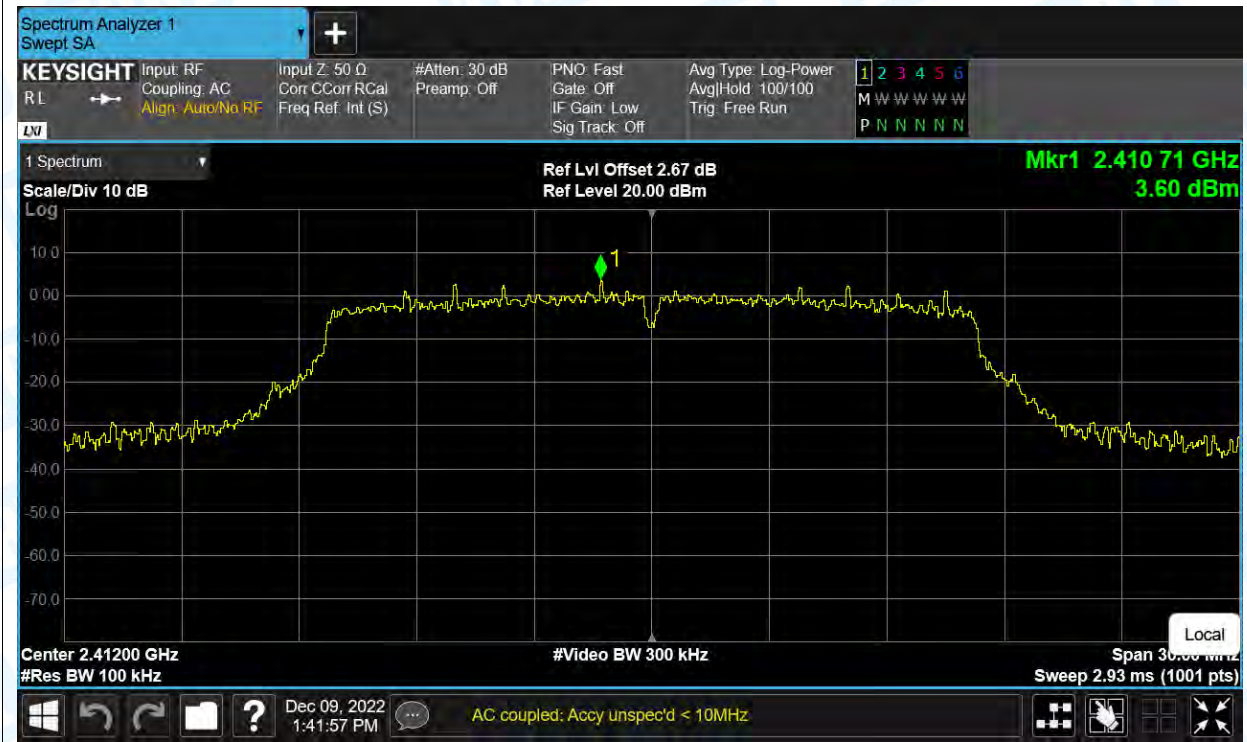 Spectrum Analyzer 1
Swept SA
KEYSIGHT
R L
LXI
Input: RF
Coupling: AC
Align: Auto/No RF
Input Z: 50 Ω
Corr CCorr RCal
Freq Ref: Int (S)
#Atten: 30 dB
Preamp: Off
PNO: Fast
Gate: Off
IF Gain: Low
Sig Track: Off
Avg Type: Log-Power
Avg|Hold: 100/100
Trig: Free Run
1 2 3 4 5 6
M W W W W W
P N N N N N
1 Spectrum
Scale/Div 10 dB
Log
Ref Lvl Offset 2.67 dB
Ref Level 20.00 dBm
Mkr1 2.410 71 GHz
3.60 dBm
1
10.0
0.00
-10.0
-20.0
-30.0
-40.0
-50.0
-60.0
-70.0
Local
Center 2.41200 GHz
#Res BW 100 kHz
#Video BW 300 kHz
Span 30.00 MHz
Sweep 2.93 ms (1001 pts)
?
Dec 09, 2022
1:41:57 PM
AC coupled: Accy unspec'd < 10MHz